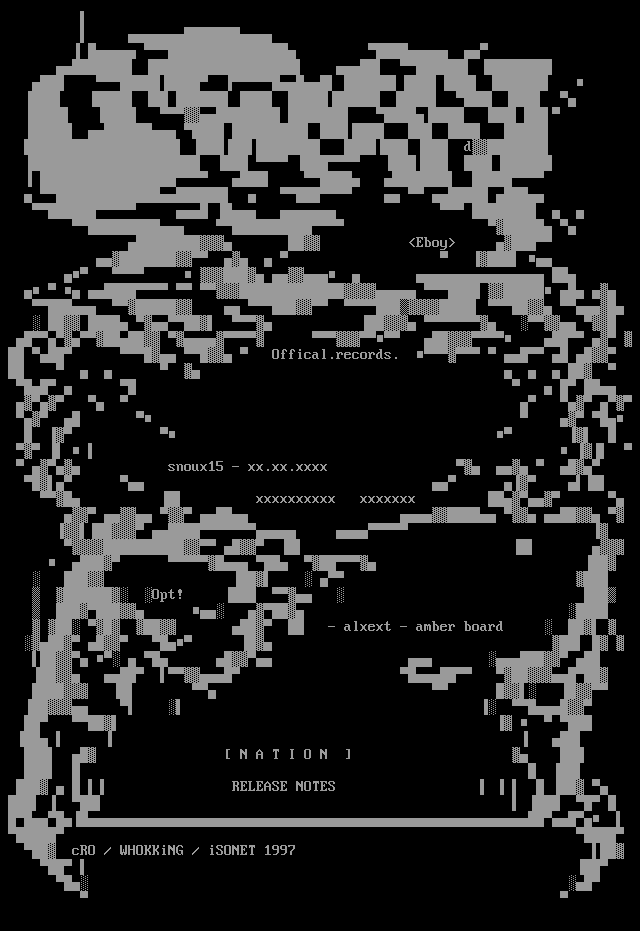 d
<Eboy>
Offical.records.
snoux15 - xx.xx.xxxx
xxxxxxxxxx xxxxxxx
Opt!
- alxext - amber board
[ N A T I O N ]
RELEASE NOTES
cRO / WHOKKiNG / iSONET 1997